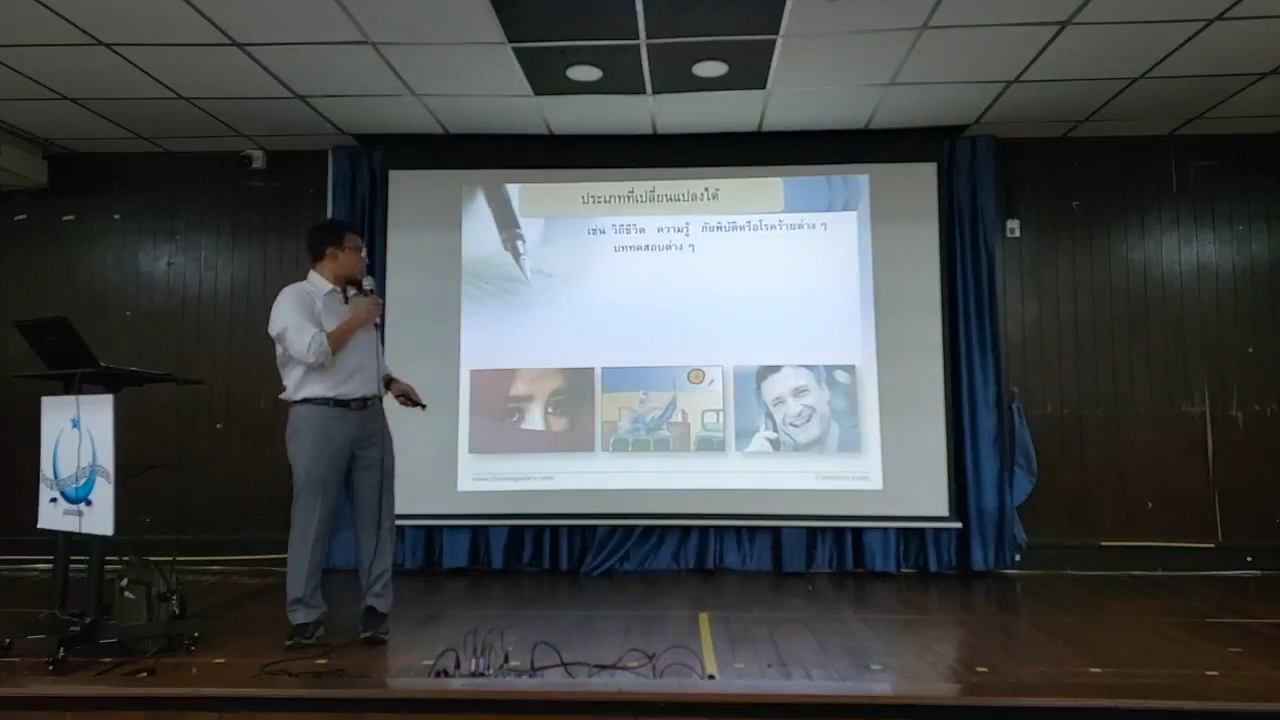 ประเภทที่เปลี่ยนแปลงได้
เช่น วิถีชีวิต ความรู้ ภัยพิบัติหรือโรคร้ายต่าง ๆ
บททดสอบต่าง ๆ